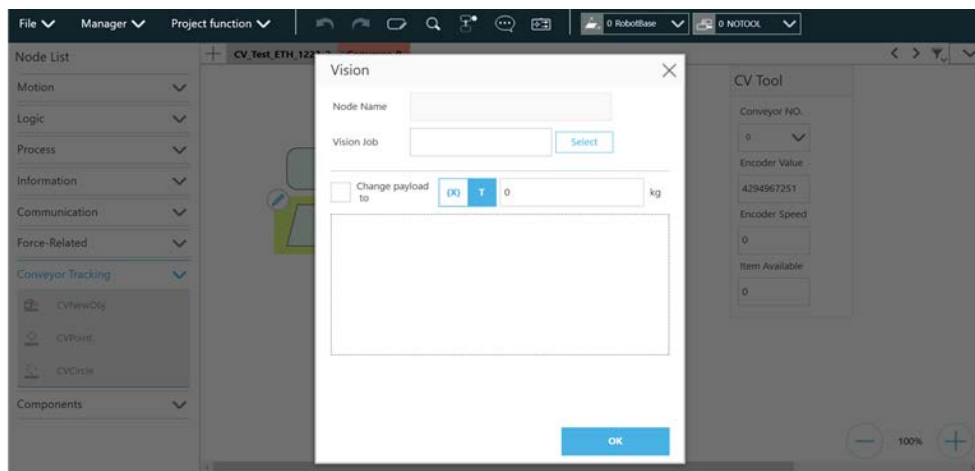 File Manager Project function 0 RobotBase 0 NOTOOL
Node List
CV_Test_ETH_1221_2
Motion
Logic
Process
Information
Communication
Force-Related
Conveyor Tracking
CVNewObj
CVPoint
CVCircle
Components
Vision
Node Name
Vision Job
Select
Change payload
to
(X) T 0 kg
OK
CV Tool
Conveyor NO.
0
Encoder Value
4294967251
Encoder Speed
0
Item Available
0
100%